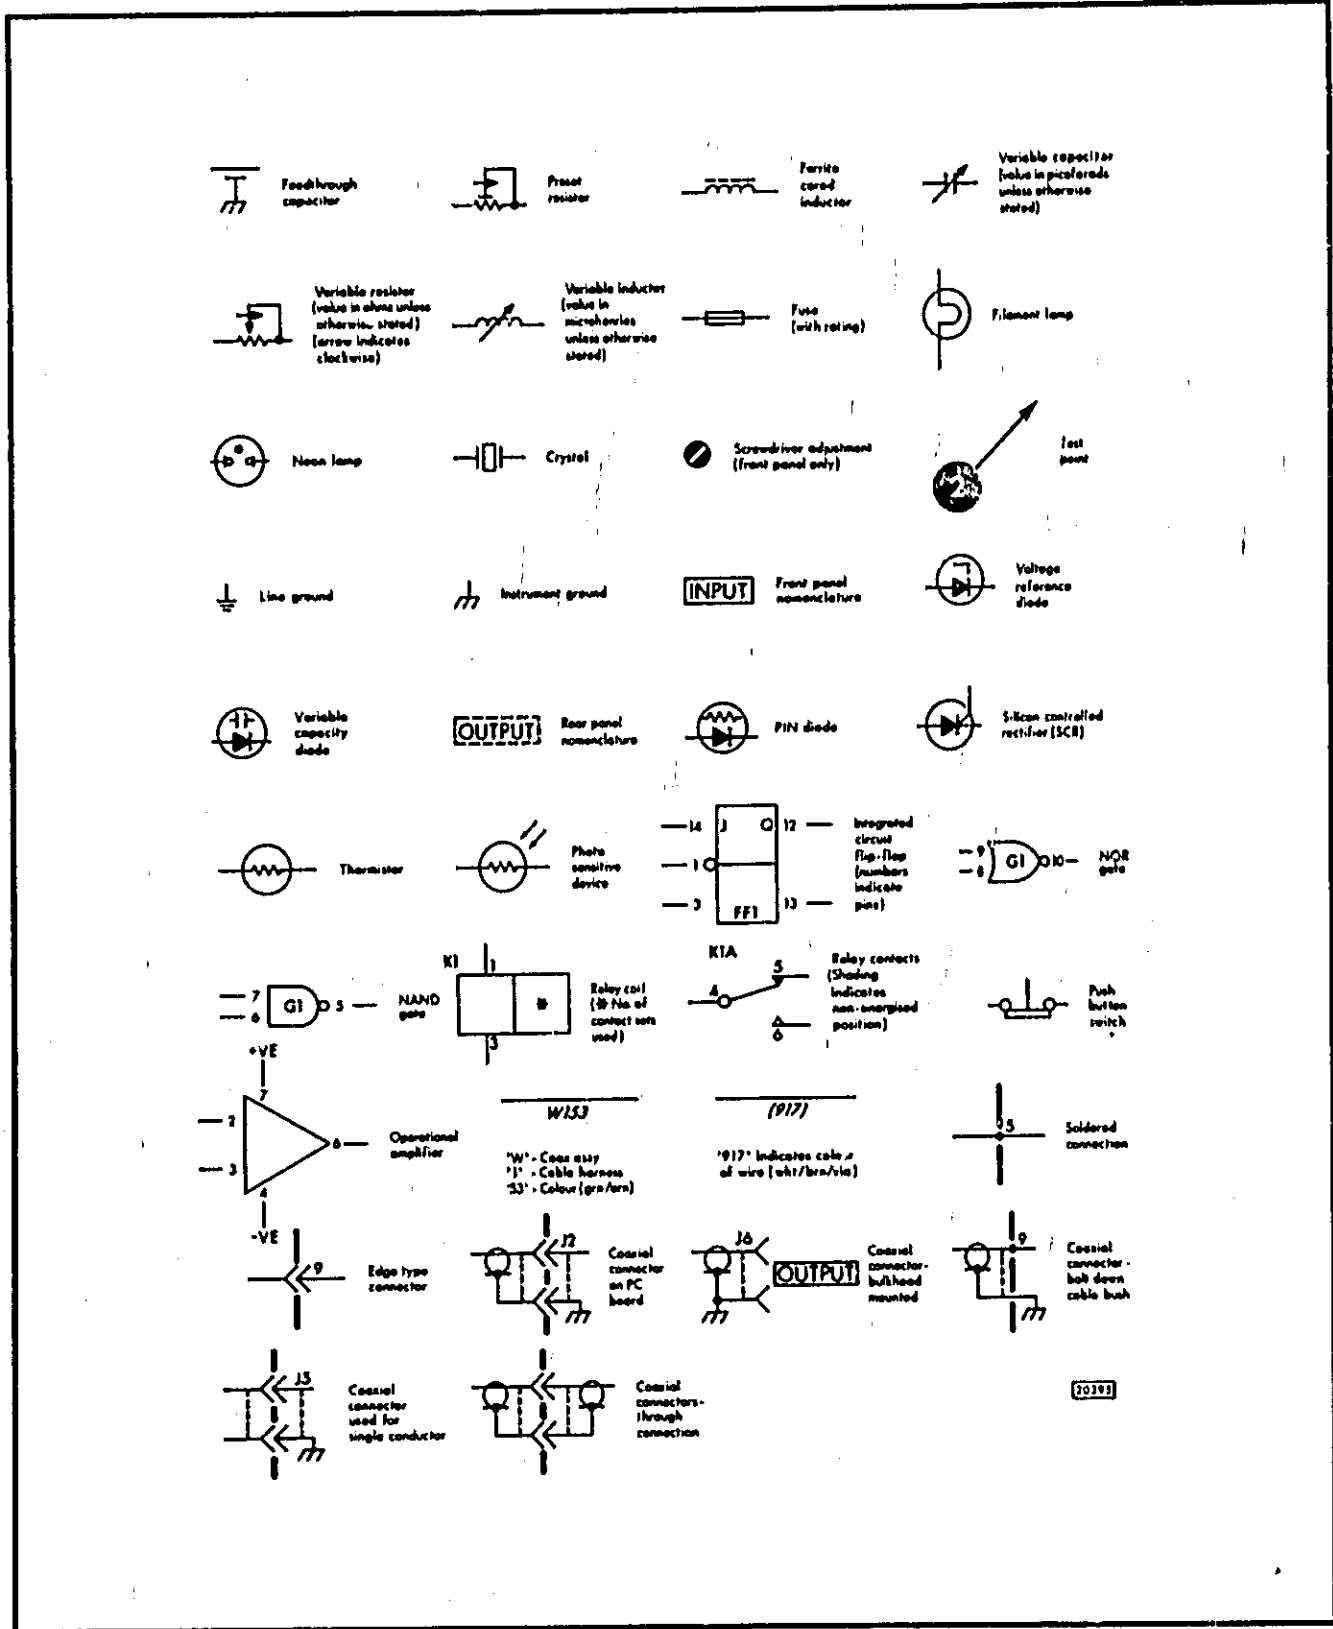 Feedthrough
capacitor
Preset
resistor
Ferrite
cored
inductor
Variable capacitor
(value in picofarads
unless otherwise
stated)
Variable resistor
(value in ohms unless
otherwise stated)
(arrow indicates
clockwise)
Variable inductor
(value in
microhenries
unless otherwise
stated)
Fuse
(with rating)
Filament lamp
Neon lamp
Crystal
Screwdriver adjustment
(front panel only)
2
Test
point
Line ground
Instrument ground
INPUT
Front panel
nomenclature
Voltage
reference
diode
Variable
capacity
diode
OUTPUT
Rear panel
nomenclature
PIN diode
Silicon controlled
rectifier (SCR)
Thermistor
Photo
sensitive
device
14 J Q 12
1
3 FF1 13
Integrated
circuit
flip-flop
(numbers
indicate
pins)
9
8
G1
10
NOR
gate
7
6
G1
5
NAND
gate
K1
1
*
3
Relay coil
(* No. of
contact sets
used)
K1A
5
4
6
Relay contacts
(Shading
indicates
non-energised
position)
Push
button
switch
+VE
7
2
3
6
4
-VE
Operational
amplifier
W153
'W' - Coax assy
'1' - Cable harness
'53' - Colour (grn/orn)
(917)
'917' Indicates colour
of wire (wht/brn/vio)
5
Soldered
connection
9
Edge type
connector
J2
Coaxial
connector
on PC
board
J6
OUTPUT
Coaxial
connector-
bulkhead
mounted
9
Coaxial
connector -
bolt down
cable bush
J3
Coaxial
connector
used for
single conductor
Coaxial
connectors-
through
connection
20395